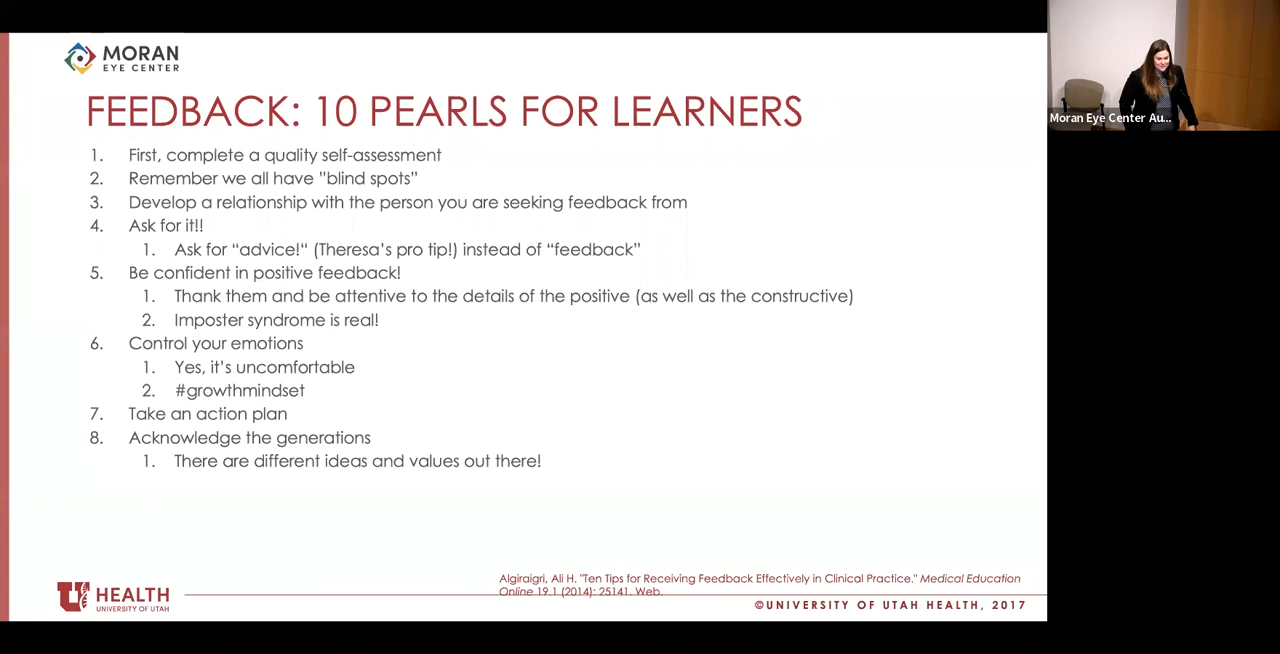 MORAN
EYE CENTER
FEEDBACK: 10 PEARLS FOR LEARNERS
1. First, complete a quality self-assessment
2. Remember we all have ”blind spots”
3. Develop a relationship with the person you are seeking feedback from
4. Ask for it!!
1. Ask for “advice!“ (Theresa’s pro tip!) instead of “feedback”
5. Be confident in positive feedback!
1. Thank them and be attentive to the details of the positive (as well as the constructive)
2. Imposter syndrome is real!
6. Control your emotions
1. Yes, it’s uncomfortable
2. #growthmindset
7. Take an action plan
8. Acknowledge the generations
1. There are different ideas and values out there!
Algiraigri, Ali H. "Ten Tips for Receiving Feedback Effectively in Clinical Practice." Medical Education
Online 19.1 (2014): 25141. Web.
U HEALTH
UNIVERSITY OF UTAH
©UNIVERSITY OF UTAH HEALTH, 2017
Moran Eye Center Au...